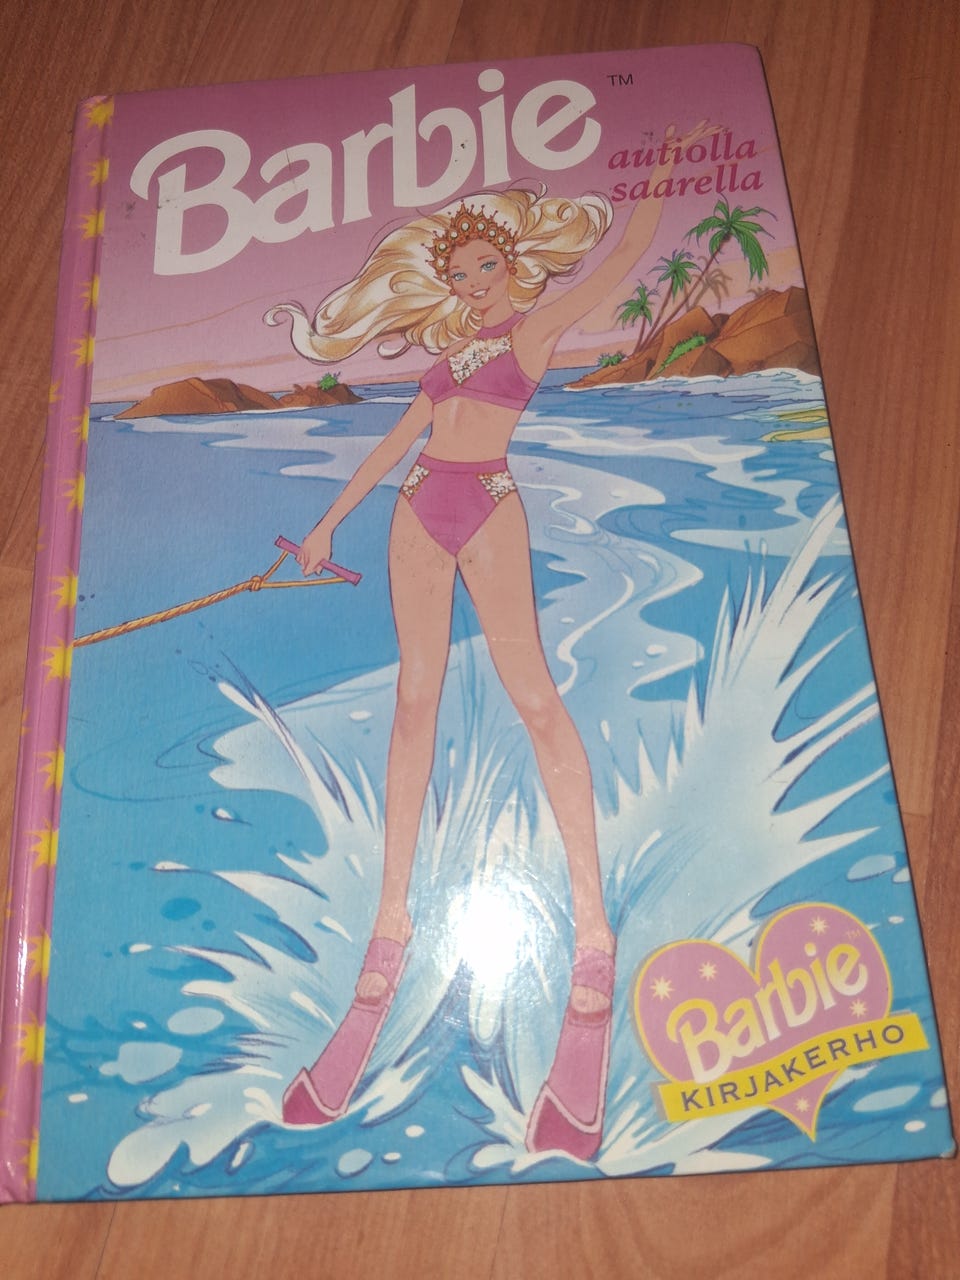 Barbie™
autiolla
saarella
Barbie™
KIRJAKERHO